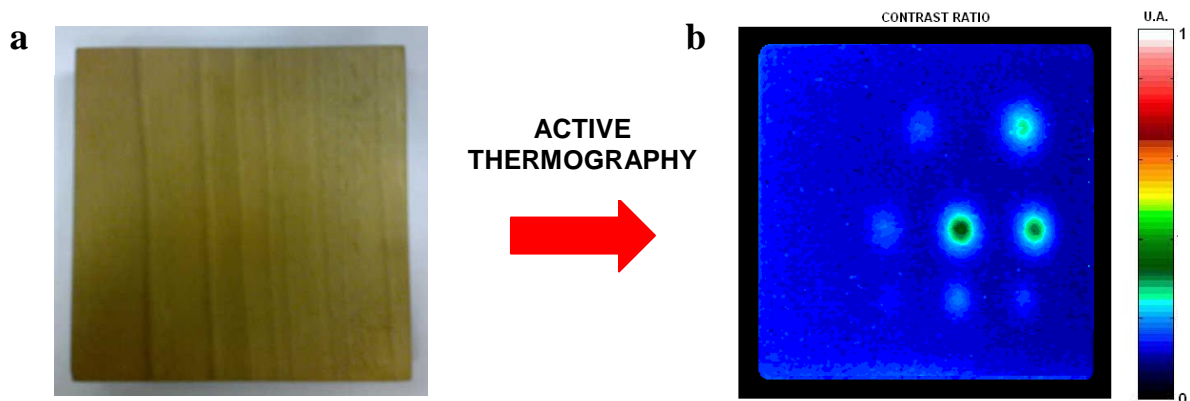 a
ACTIVE
THERMOGRAPHY
b
CONTRAST RATIO
U.A.
1
0